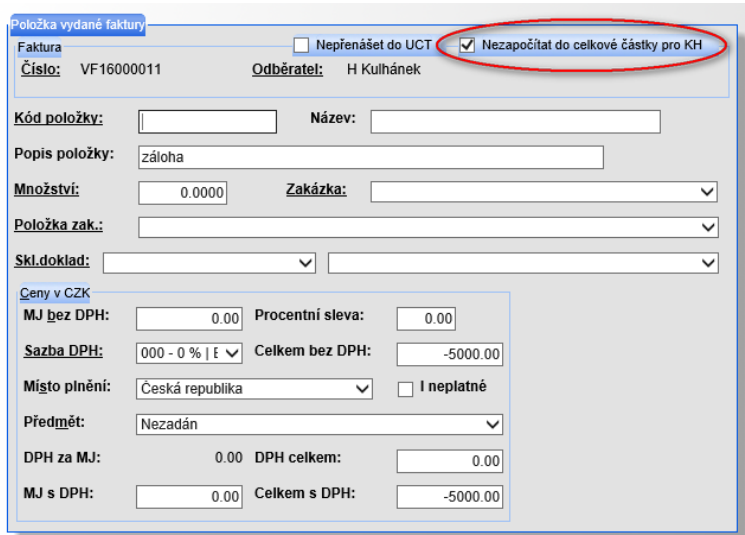 Položka vydané faktury
Faktura
Nepřenášet do UCT
Nezapočítat do celkové částky pro KH
Číslo: VF16000011 Odběratel: H Kulhánek
Kód položky: Název:
Popis položky: záloha
Množství: 0.0000 Zakázka:
Položka zak.:
Skl.doklad:
Ceny v CZK
MJ bez DPH: 0.00 Procentní sleva: 0.00
Sazba DPH: 000 - 0 % | E Celkem bez DPH: -5000.00
Místo plnění: Česká republika I neplatné
Předmět: Nezadán
DPH za MJ: 0.00 DPH celkem: 0.00
MJ s DPH: 0.00 Celkem s DPH: -5000.00